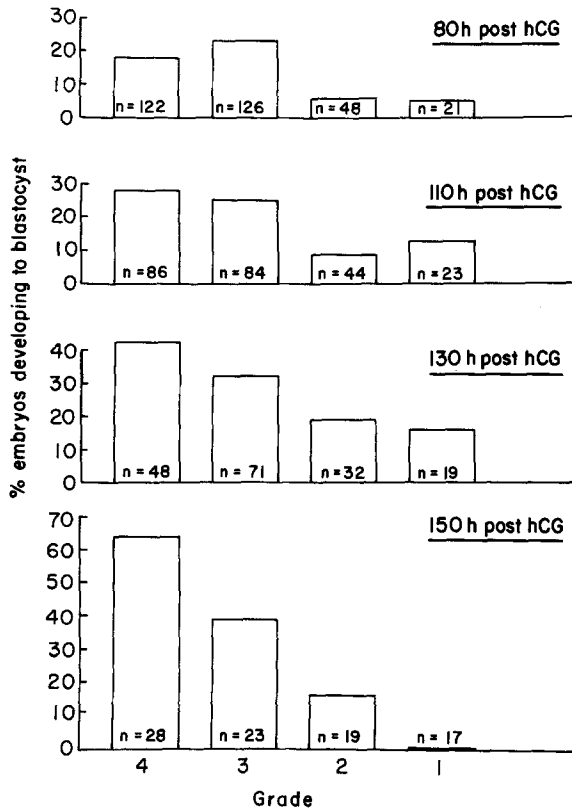 % embryos developing to blastocyst
80h post hCG
30
20
10
0
n=122 n=126 n=48 n=21
110h post hCG
30
20
10
0
n=86 n=84 n=44 n=23
130h post hCG
40
30
20
10
0
n=48 n=71 n=32 n=19
150h post hCG
70
60
50
40
30
20
10
0
n=28 n=23 n=19 n=17
4 3 2 1
Grade